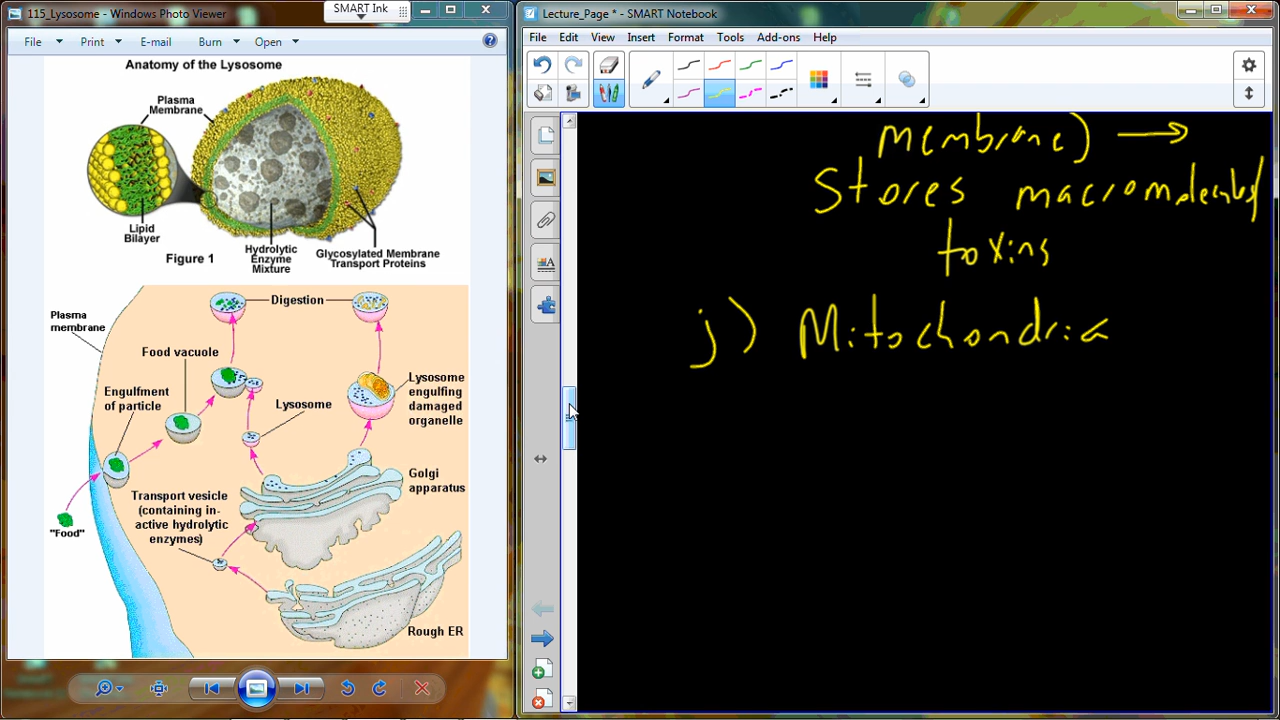 115_Lysosome - Windows Photo Viewer
SMART Ink
File Print E-mail Burn Open
Anatomy of the Lysosome
Plasma
Membrane
Lipid
Bilayer
Figure 1
Hydrolytic
Enzyme
Mixture
Glycosylated Membrane
Transport Proteins
Digestion
Plasma
membrane
Food vacuole
Engulfment
of particle
Lysosome
Lysosome
engulfing
damaged
organelle
Golgi
apparatus
Transport vesicle
(containing in-
active hydrolytic
enzymes)
"Food"
Rough ER
Lecture_Page * - SMART Notebook
File Edit View Insert Format Tools Add-ons Help
membrane) →
Stores macromolecules/
toxins
j) Mitochondria